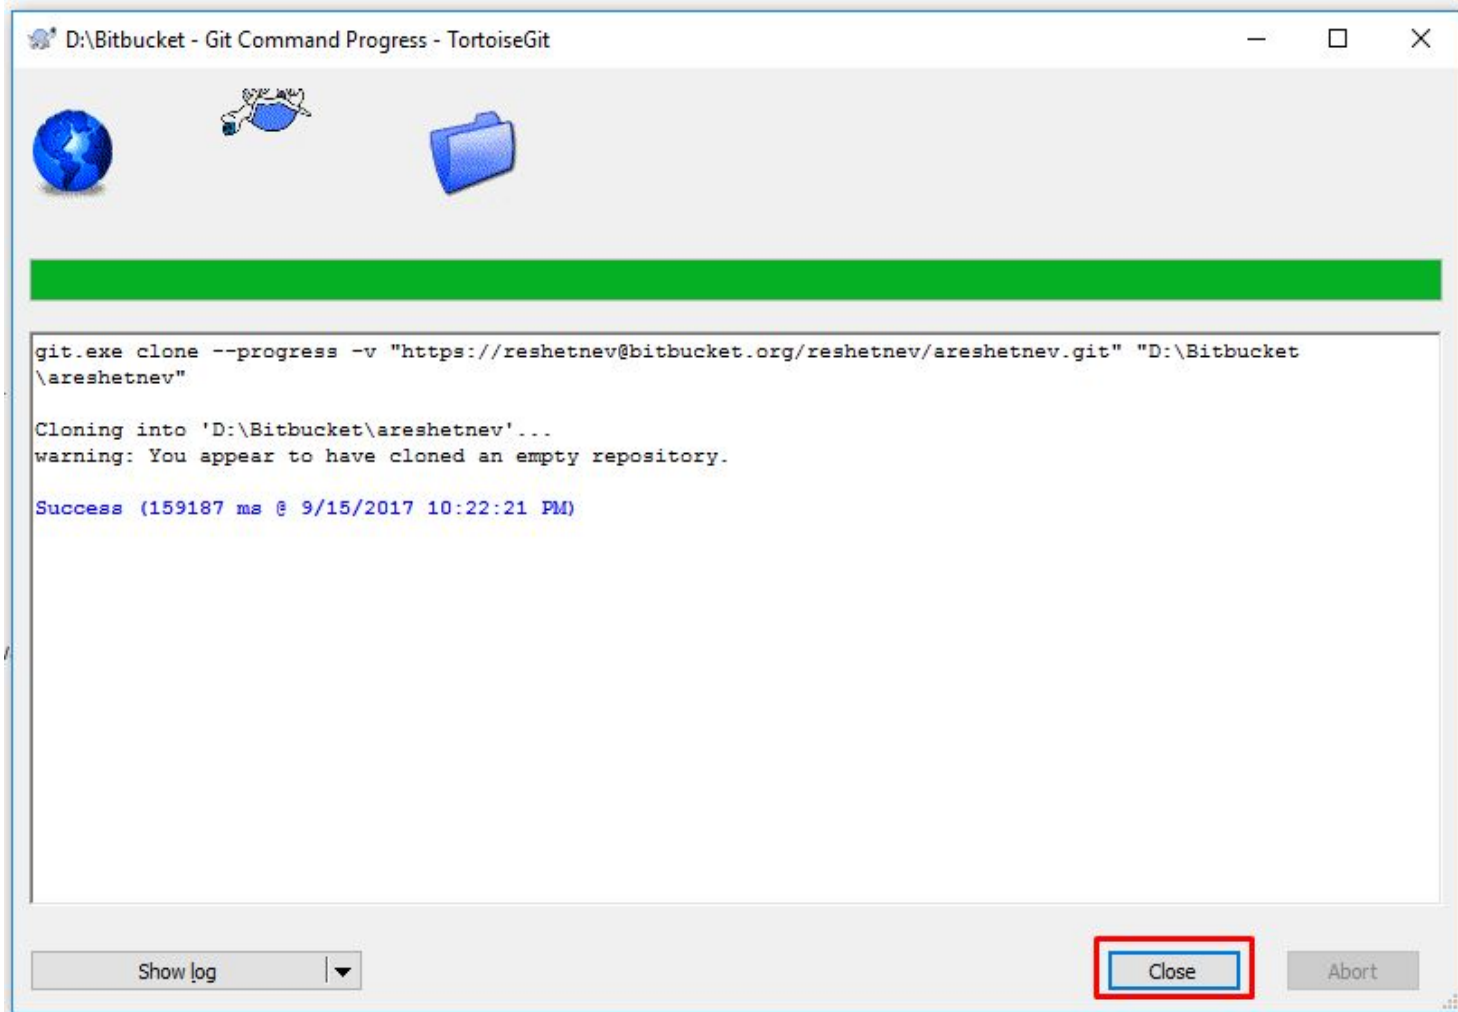 D:\Bitbucket - Git Command Progress - TortoiseGit
git.exe clone --progress -v "https://reshetnev@bitbucket.org/reshetnev/areshetnev.git" "D:\Bitbucket
\areshetnev"
Cloning into 'D:\Bitbucket\areshetnev'...
warning: You appear to have cloned an empty repository.
Success (159187 ms @ 9/15/2017 10:22:21 PM)
Show log
Close
Abort